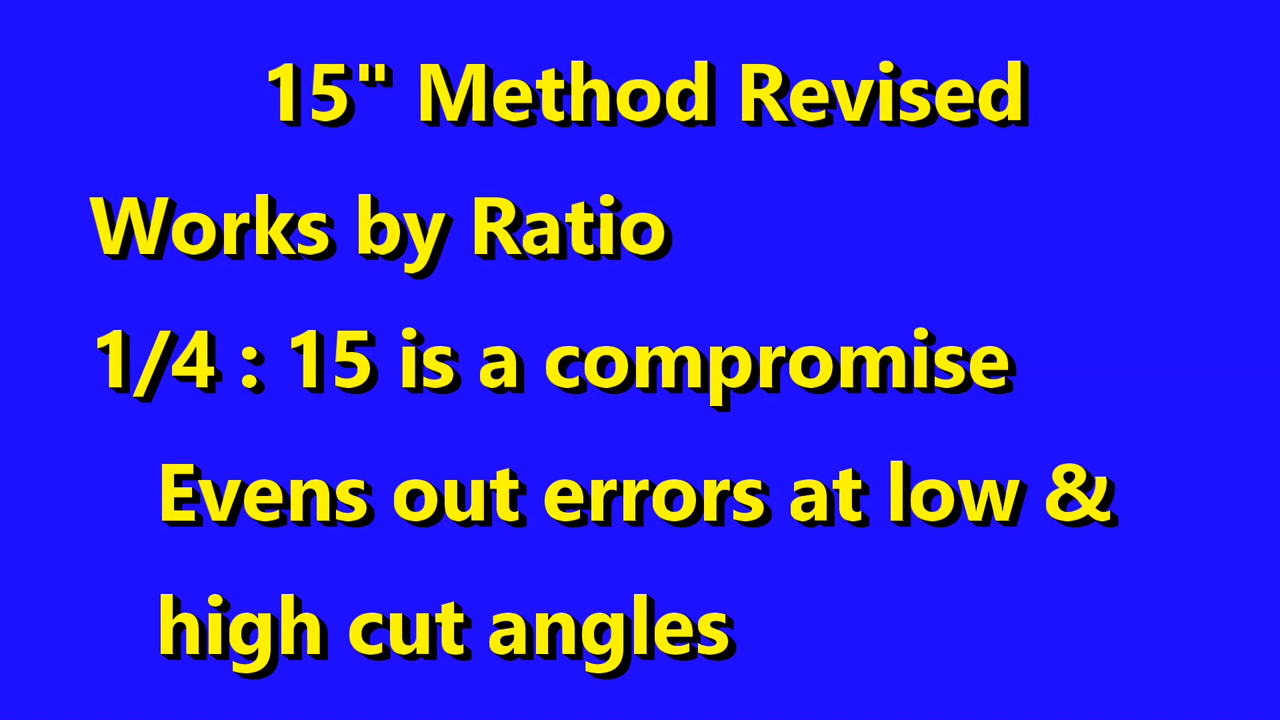 15" Method Revised
Works by Ratio
1/4 : 15 is a compromise
Evens out errors at low &
high cut angles